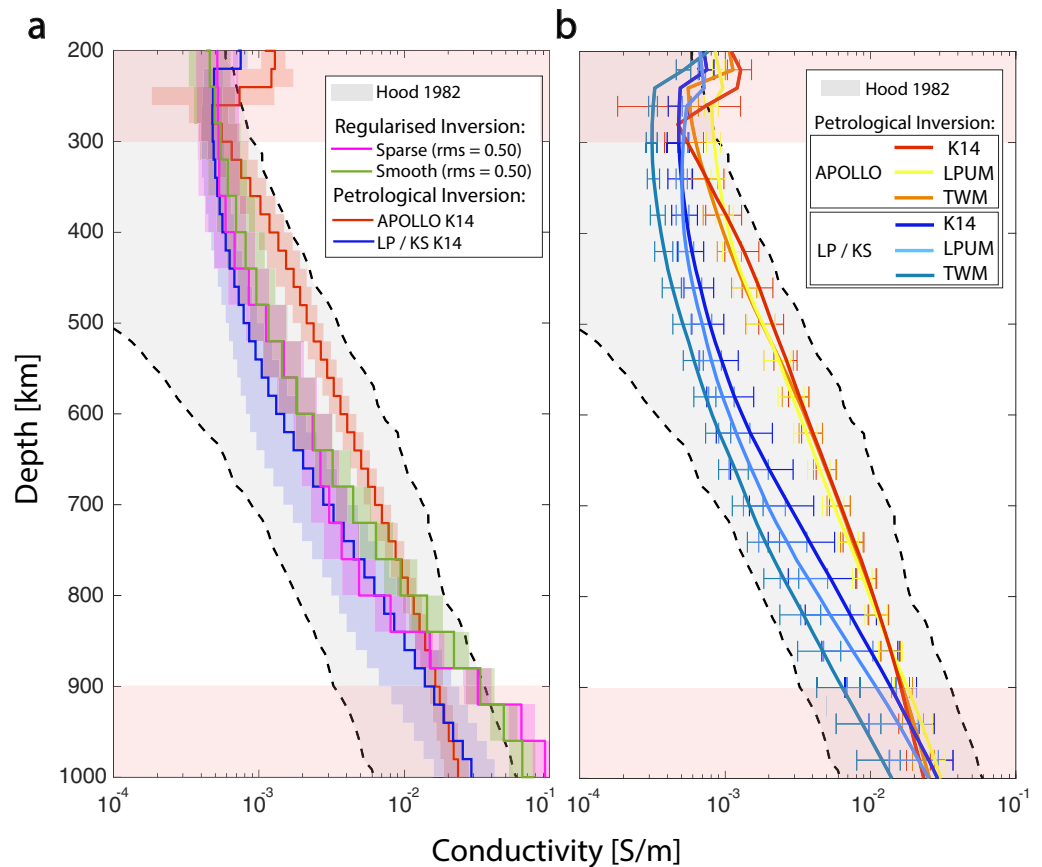 a
b
200
300
400
500
600
700
800
900
1000
Depth [km]
Hood 1982
Regularised Inversion:
Sparse (rms = 0.50)
Smooth (rms = 0.50)
Petrological Inversion:
APOLLO K14
LP / KS K14
Hood 1982
Petrological Inversion:
APOLLO
K14
LPUM
TWM
LP / KS
K14
LPUM
TWM
10-4 10-3 10-2 10-1
10-4 10-3 10-2 10-1
Conductivity [S/m]